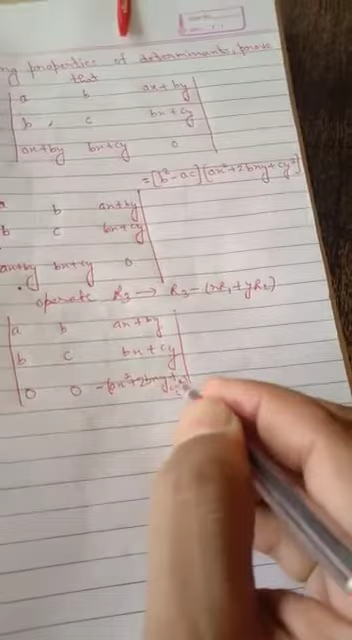 ng properties of determinants, prove
that
a b ax+by
b c bx+cy
ax+by bx+cy 0
=[b²-ac](ax²+2bxy+cy²)
a b ax+by
b c bx+cy
ax+by bx+cy 0
operate R₃ → R₃-(xR₁+yR₂)
a b ax+by
b c bx+cy
0 0 -(ax²+2bxy+